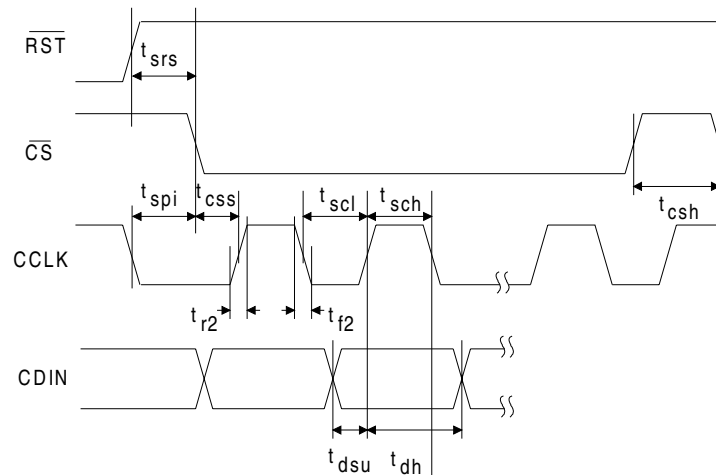 RST
t srs
CS
t spi
t css
t scl
t sch
t csh
CCLK
t r2
t f2
CDIN
t dsu
t dh